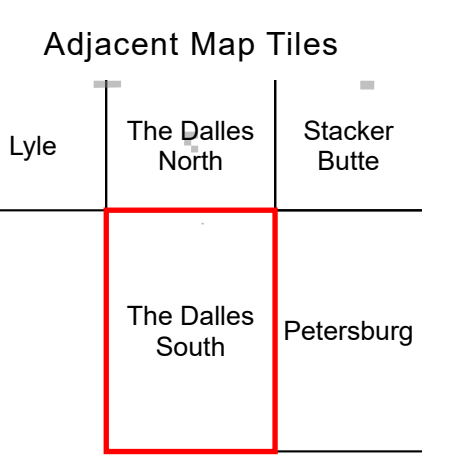 Adjacent Map Tiles
Lyle
The Dalles
North
Stacker
Butte
The Dalles
South
Petersburg